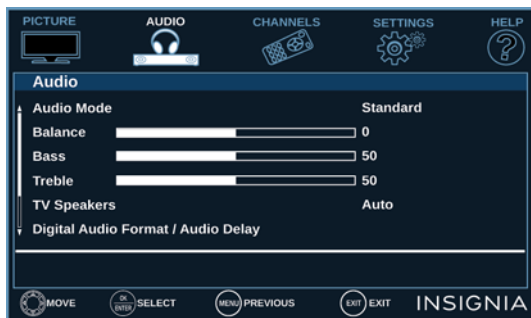 PICTURE AUDIO CHANNELS SETTINGS HELP
Audio
Audio Mode Standard
Balance 0
Bass 50
Treble 50
TV Speakers Auto
Digital Audio Format / Audio Delay
MOVE OK ENTER SELECT MENU PREVIOUS EXIT EXIT INSIGNIA